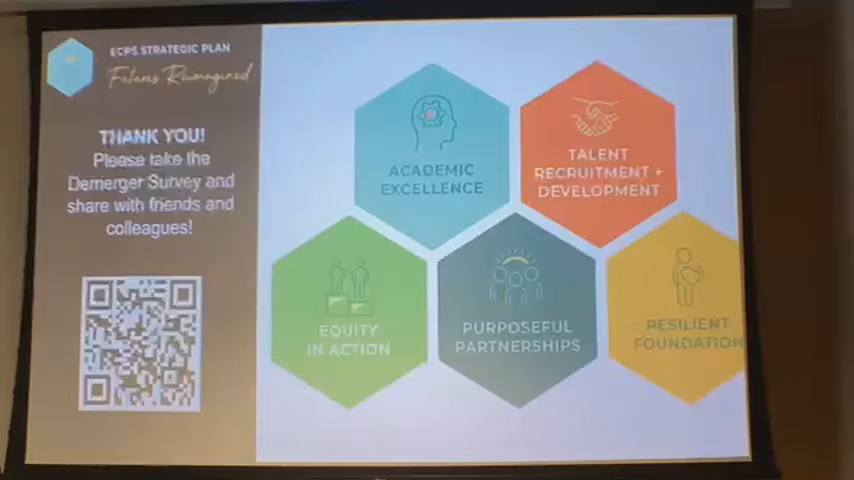 ECPS STRATEGIC PLAN
Futures Reimagined
THANK YOU!
Please take the
Demerger Survey and
share with friends and
colleagues!
ACADEMIC
EXCELLENCE
TALENT
RECRUITMENT +
DEVELOPMENT
EQUITY
IN ACTION
PURPOSEFUL
PARTNERSHIPS
RESILIENT
FOUNDATION